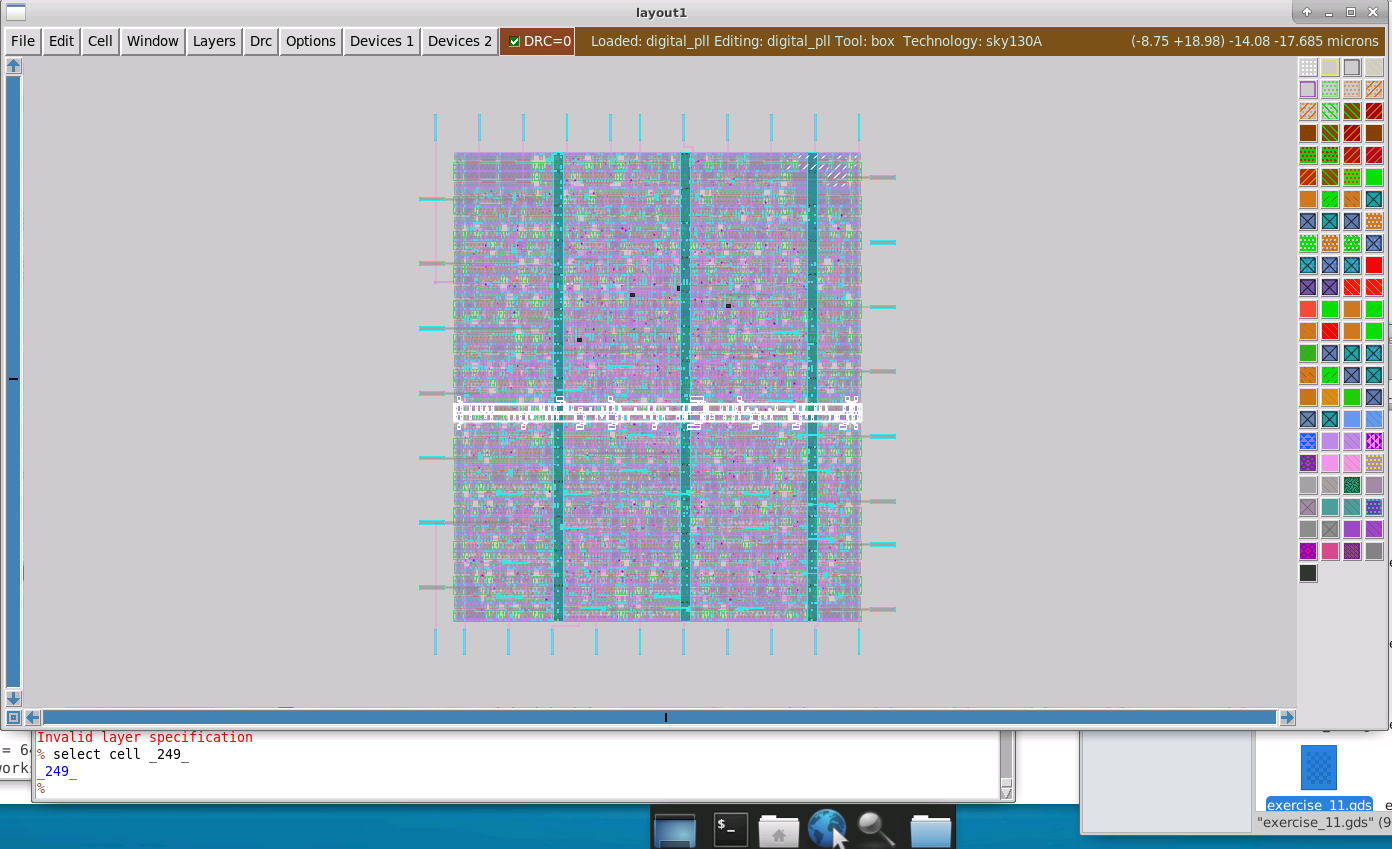 layout1
File Edit Cell Window Layers Drc Options Devices 1 Devices 2 DRC=0 Loaded: digital_pll Editing: digital_pll Tool: box Technology: sky130A (-8.75 +18.98) -14.08 -17.685 microns
Invalid layer specification
= 6
% select cell _249_
work
_249_
%
exercise_11.gds
"exercise_11.gds" (9